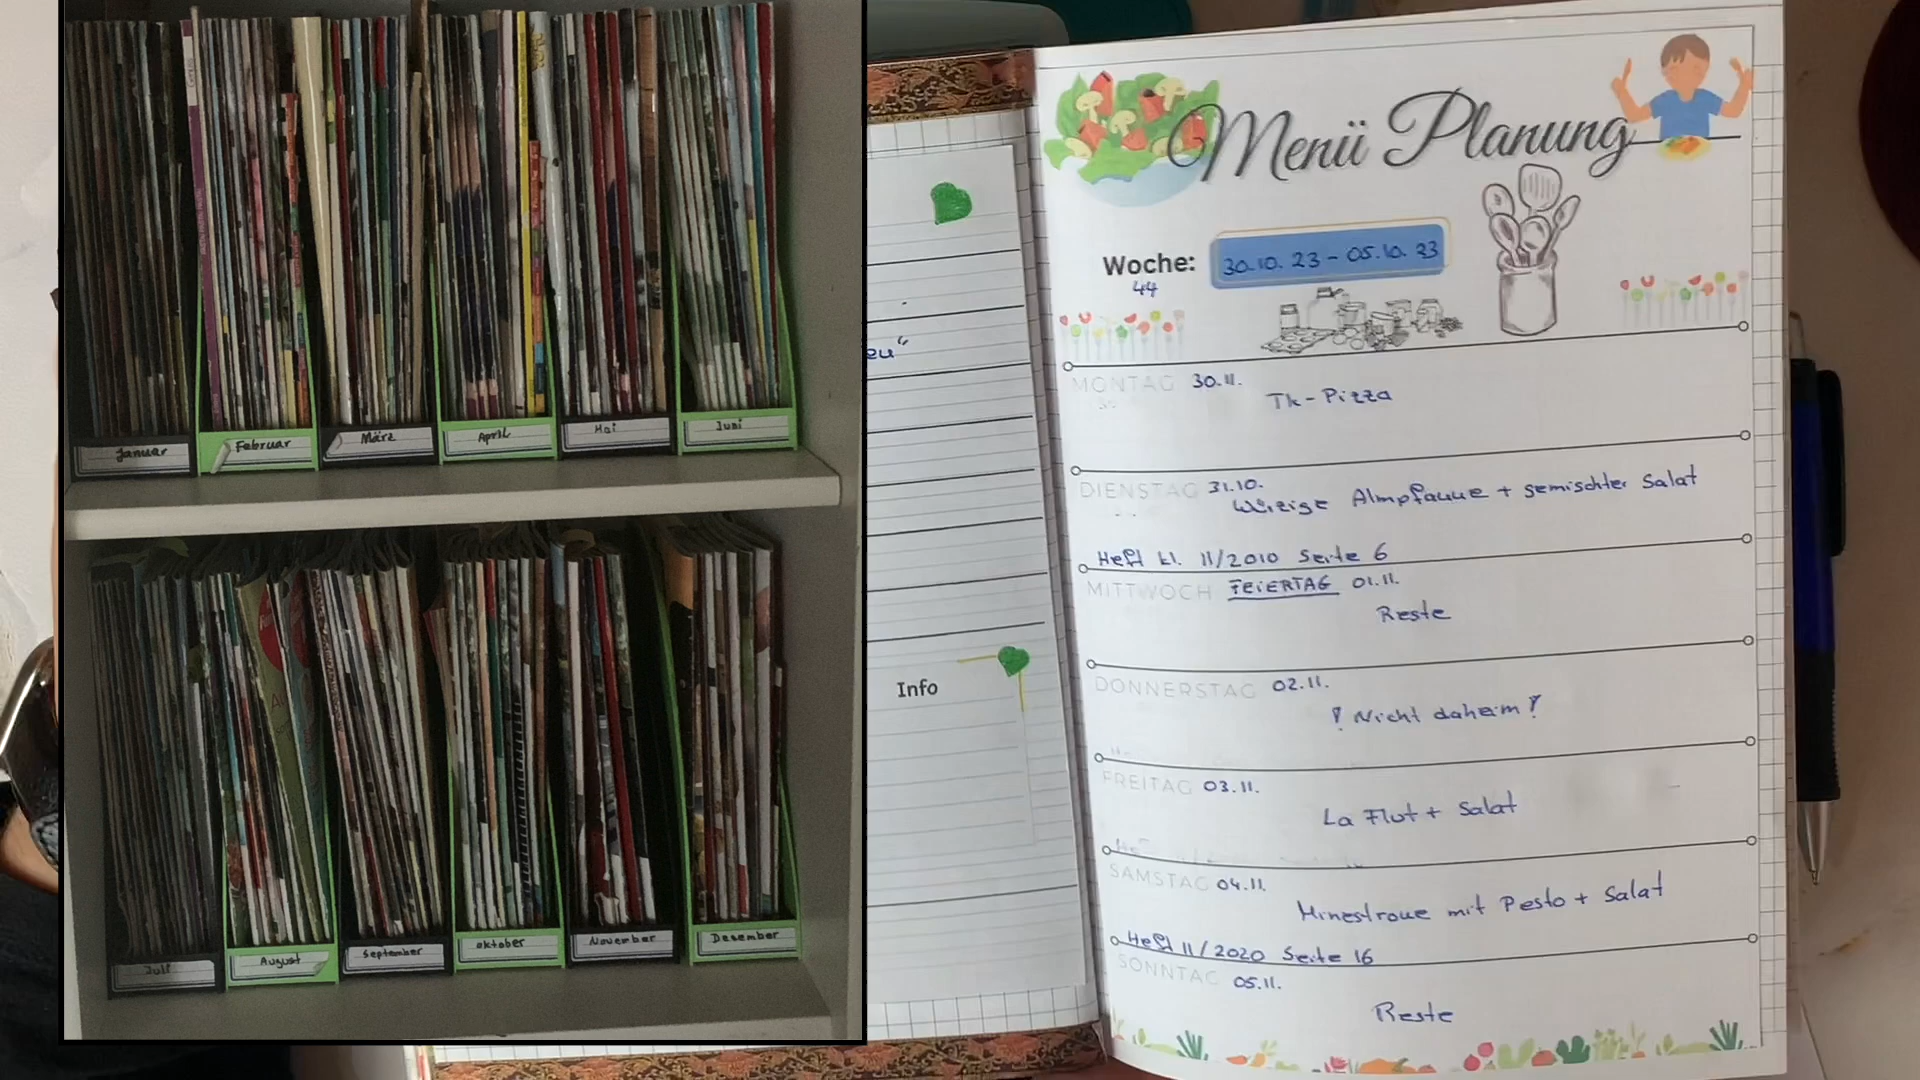 Januar
Februar
März
April
Mai
Juni
Juli
August
September
oktober
November
Dezember
eu"
Info
Menü Planung
Woche: 30.10. 23 - 05.10. 23
44
MONTAG 30.11.
TK-Pizza
DIENSTAG 31.10.
Würzige Almpfanne + gemischter Salat
Heft kl. 11/2010 Seite 6
MITTWOCH FEIERTAG 01.11.
Reste
DONNERSTAG 02.11.
! Nicht daheim !
FREITAG 03.11.
La Flut + Salat
SAMSTAG 04.11.
Minestrone mit Pesto + Salat
Heft 11/2020 Seite 16
SONNTAG 05.11.
Reste